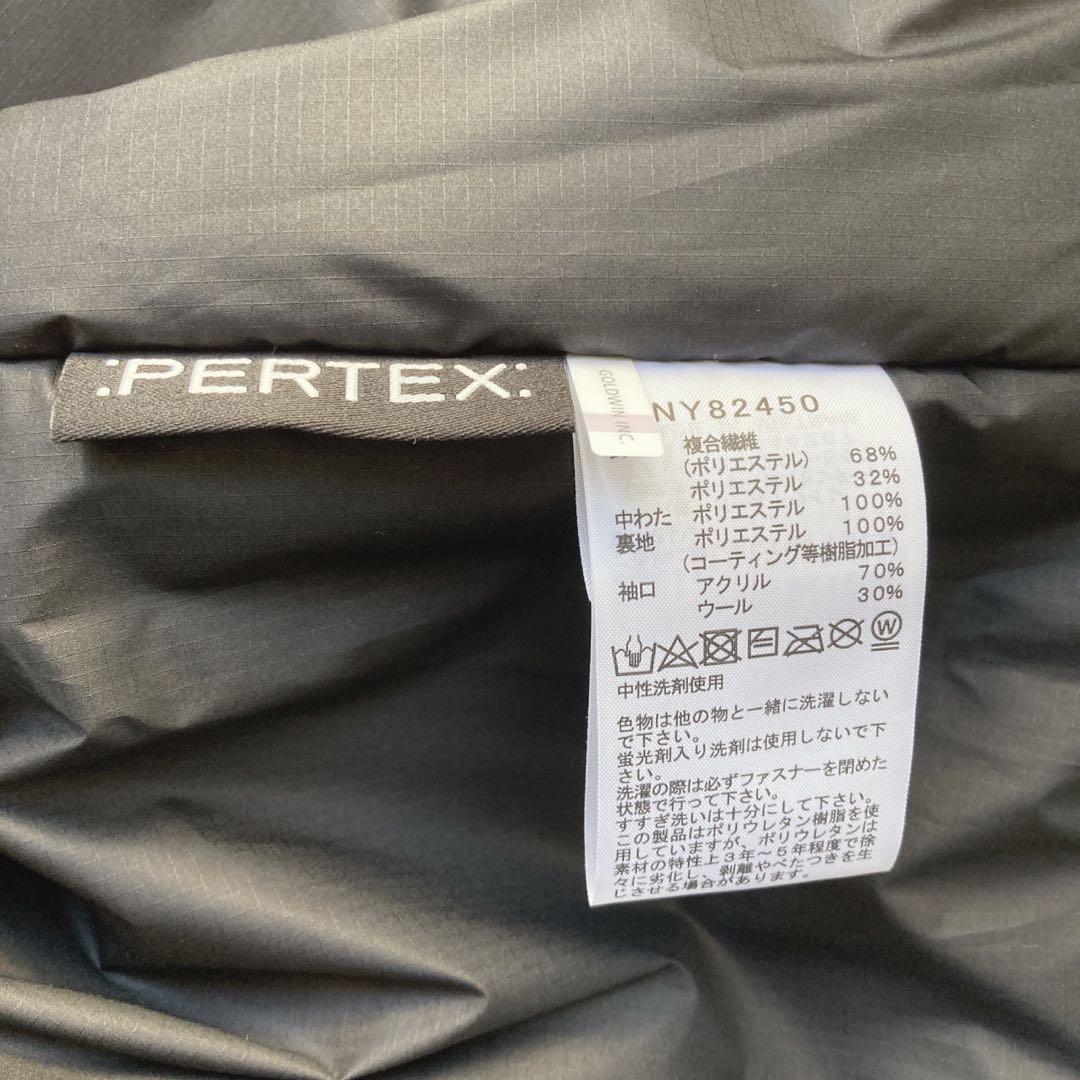 :PERTEX:
GOLDWIN INC.
NY82450
複合繊維
(ポリエステル) 68%
ポリエステル 32%
中わた ポリエステル 100%
裏地 ポリエステル 100%
(コーティング等樹脂加工)
袖口 アクリル 70%
ウール 30%
W
中性洗剤使用
色物は他の物と一緒に洗濯しない
で下さい。
蛍光剤入り洗剤は使用しないで下
さい。
洗濯の際は必ずファスナーを閉めた
状態で行って下さい。
すすぎ洗いは十分にして下さい。
この製品はポリウレタン樹脂を使
用していますが、ポリウレタンは
素材の特性上3年～5年程度で徐
々に劣化し、剥離やべたつきを生
じさせる場合があります。